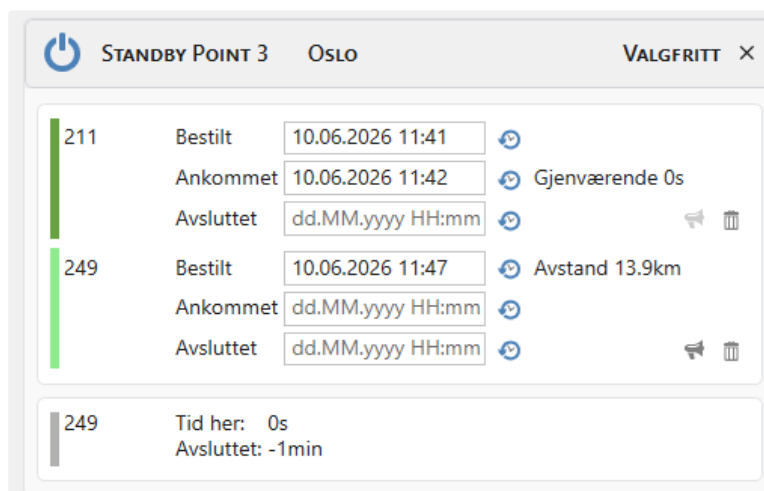 Standby Point 3 Oslo Valgfritt ×
211 Bestilt 10.06.2026 11:41
Ankommet 10.06.2026 11:42 Gjenværende 0s
Avsluttet dd.MM.yyyy HH:mm
249 Bestilt 10.06.2026 11:47 Avstand 13.9km
Ankommet dd.MM.yyyy HH:mm
Avsluttet dd.MM.yyyy HH:mm
249 Tid her: 0s
Avsluttet: -1min